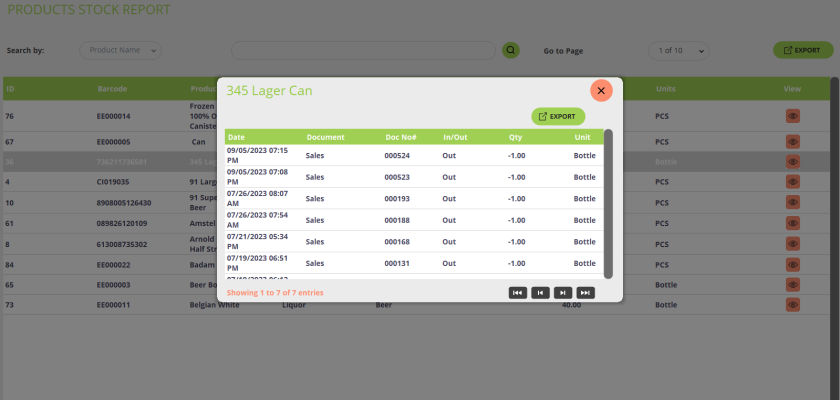 PRODUCTS STOCK REPORT
Search by: Product Name Go to Page 1 of 10 EXPORT
ID Barcode Units View
76 EE000014 Frozen 100% O Caniste PCS
67 EE000005 Can PCS
36 736211736581 345 Lag Bottle
4 CI019035 91 Larg PCS
10 8908005126430 91 Supe Beer PCS
61 089826120109 Amstel PCS
8 613008735302 Arnold Half Str PCS
84 EE000022 Badam PCS
65 EE000003 Beer Bo Bottle
73 EE000011 Belgian White Liquor Beer 40.00 Bottle
345 Lager Can
EXPORT
Date Document Doc No# In/Out Qty Unit
09/05/2023 07:15 PM Sales 000524 Out -1.00 Bottle
09/05/2023 07:08 PM Sales 000523 Out -1.00 Bottle
07/26/2023 08:07 AM Sales 000193 Out -1.00 Bottle
07/26/2023 07:54 AM Sales 000188 Out -1.00 Bottle
07/21/2023 05:34 PM Sales 000168 Out -1.00 Bottle
07/19/2023 06:51 PM Sales 000131 Out -1.00 Bottle
Showing 1 to 7 of 7 entries